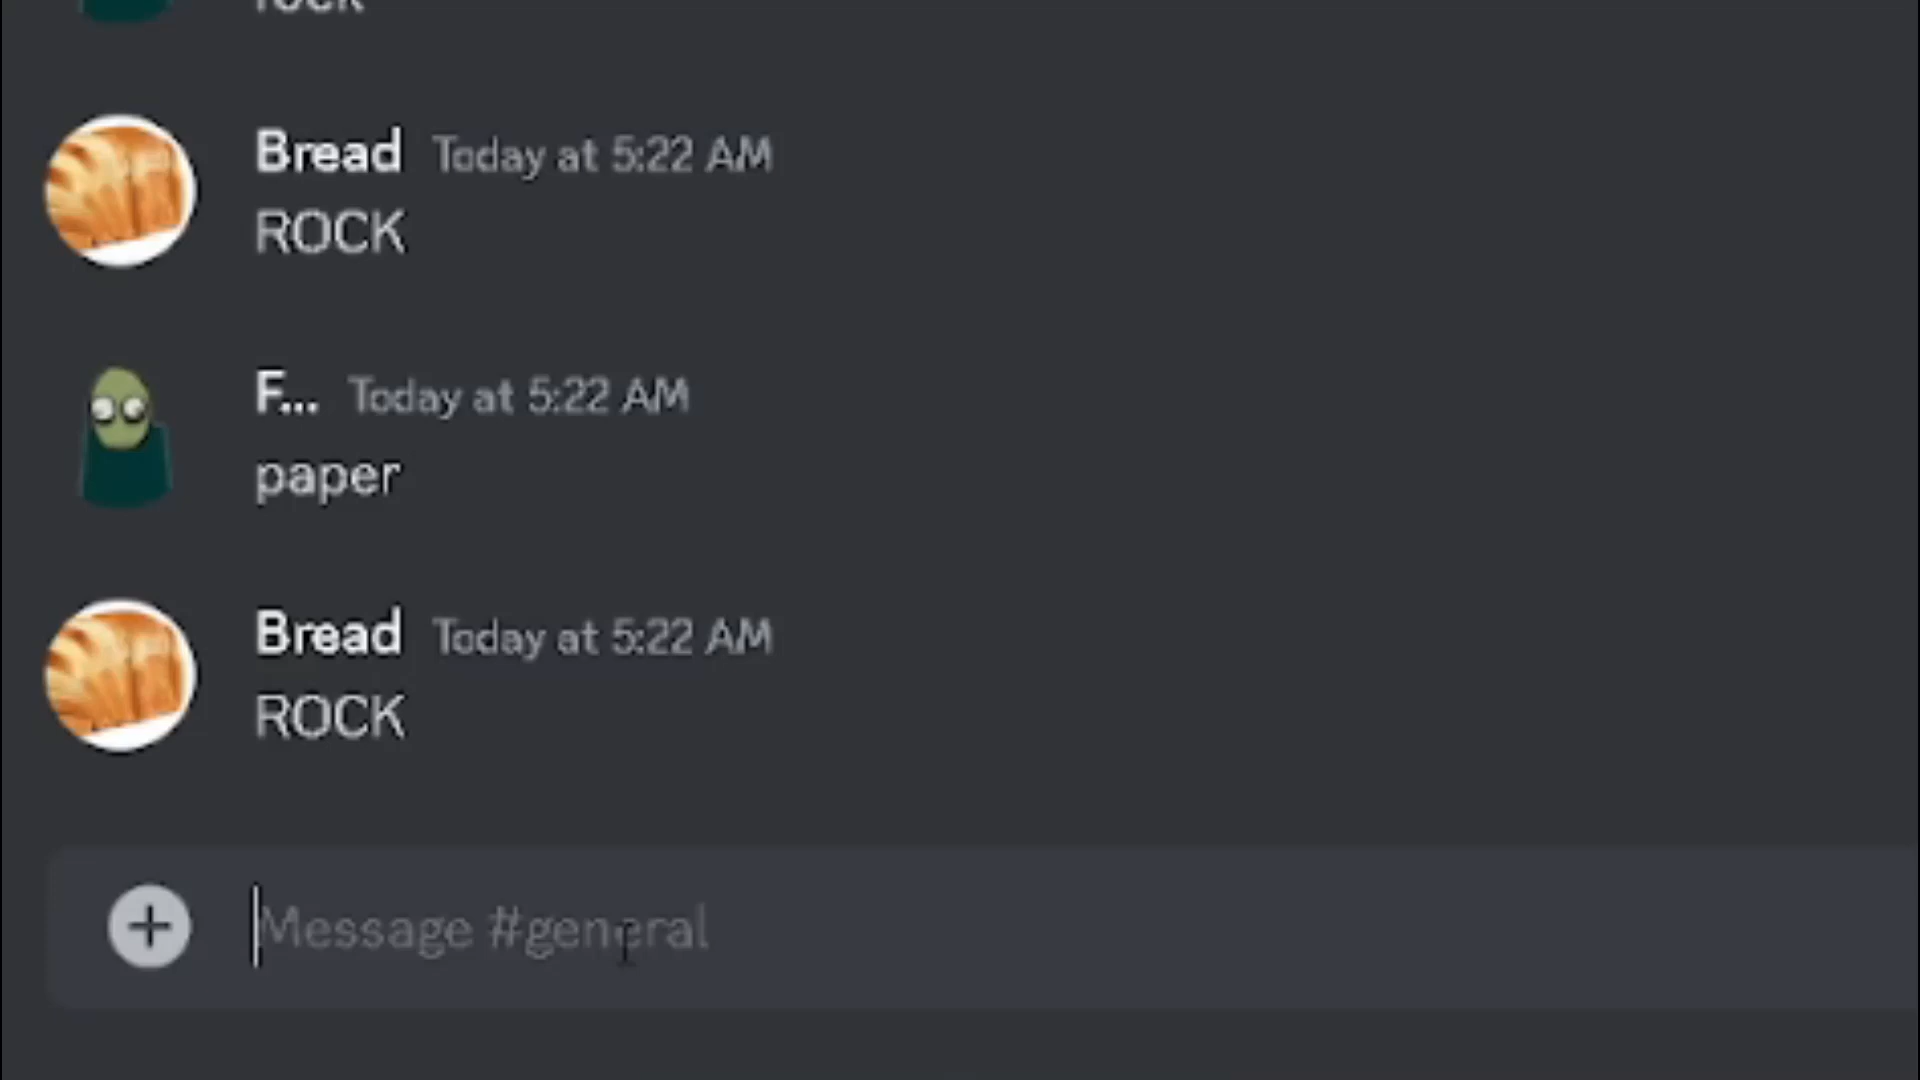 rock
Bread Today at 5:22 AM
ROCK
F... Today at 5:22 AM
paper
Bread Today at 5:22 AM
ROCK
Message #general